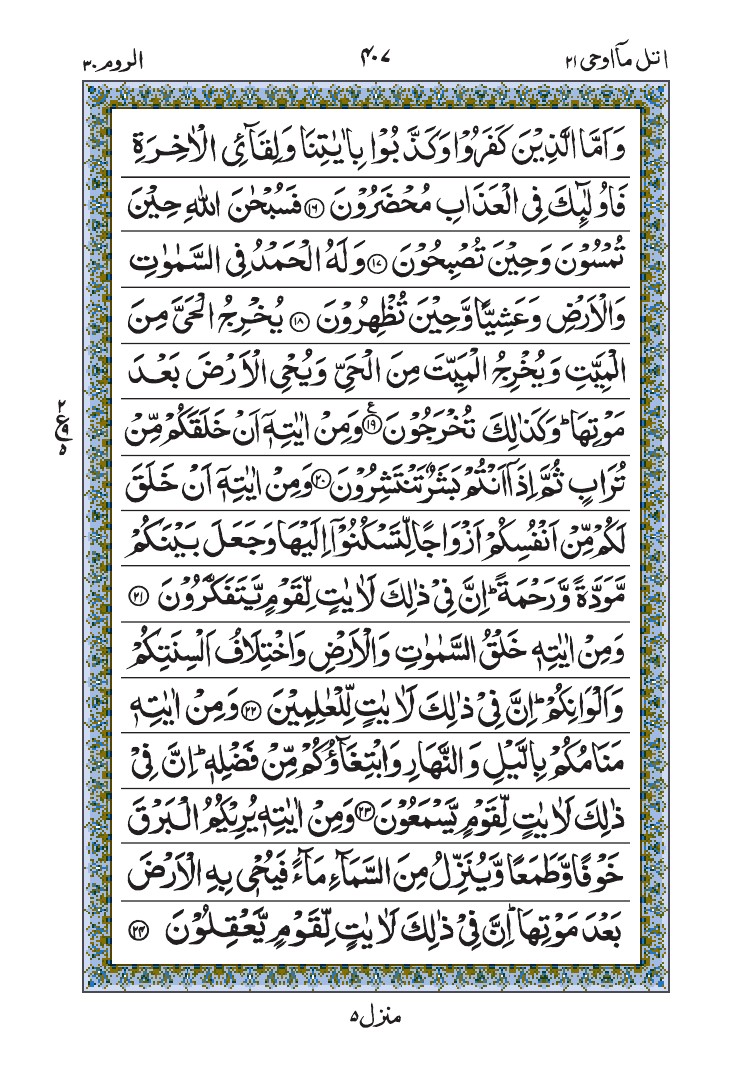 اتل مآاوحی ۲۱
۴۰۷
الروم ۳۰
وَاَمَّا الَّذِيْنَ كَفَرُوْا وَكَذَّبُوْا بِاٰيٰتِنَا وَلِقَآئِ الْاٰخِرَةِ
فَاُولٰٓئِكَ فِى الْعَذَابِ مُحْضَرُوْنَ ﴿۱۶﴾ فَسُبْحٰنَ اللّٰهِ حِيْنَ
تُمْسُوْنَ وَحِيْنَ تُصْبِحُوْنَ ﴿۱۷﴾ وَلَهُ الْحَمْدُ فِى السَّمٰوٰتِ
وَالْاَرْضِ وَعَشِيًّا وَّحِيْنَ تُظْهِرُوْنَ ﴿۱۸﴾ يُخْرِجُ الْحَىَّ مِنَ
الْمَيِّتِ وَيُخْرِجُ الْمَيِّتَ مِنَ الْحَىِّ وَيُحْىِ الْاَرْضَ بَعْدَ
مَوْتِهَا ؕ وَكَذٰلِكَ تُخْرَجُوْنَ ﴿۱۹﴾ ع وَمِنْ اٰيٰتِهٖۤ اَنْ خَلَقَكُمْ مِّنْ
۲
ع
۹
۵
تُرَابٍ ثُمَّ اِذَاۤ اَنْتُمْ بَشَرٌ تَنْتَشِرُوْنَ ﴿۲۰﴾ وَمِنْ اٰيٰتِهٖۤ اَنْ خَلَقَ
لَكُمْ مِّنْ اَنْفُسِكُمْ اَزْوَاجًا لِّتَسْكُنُوْۤا اِلَيْهَا وَجَعَلَ بَيْنَكُمْ
مَّوَدَّةً وَّرَحْمَةً ؕ اِنَّ فِىْ ذٰلِكَ لَاٰيٰتٍ لِّقَوْمٍ يَّتَفَكَّرُوْنَ ﴿۲۱﴾
وَمِنْ اٰيٰتِهٖ خَلْقُ السَّمٰوٰتِ وَالْاَرْضِ وَاخْتِلَافُ اَلْسِنَتِكُمْ
وَاَلْوَانِكُمْ ؕ اِنَّ فِىْ ذٰلِكَ لَاٰيٰتٍ لِّلْعٰلِمِيْنَ ﴿۲۲﴾ وَمِنْ اٰيٰتِهٖ
مَنَامُكُمْ بِالَّيْلِ وَالنَّهَارِ وَابْتِغَآؤُكُمْ مِّنْ فَضْلِهٖ ؕ اِنَّ فِىْ
ذٰلِكَ لَاٰيٰتٍ لِّقَوْمٍ يَّسْمَعُوْنَ ﴿۲۳﴾ وَمِنْ اٰيٰتِهٖ يُرِيْكُمُ الْبَرْقَ
خَوْفًا وَّطَمَعًا وَّيُنَزِّلُ مِنَ السَّمَآءِ مَآءً فَيُحْىٖ بِهِ الْاَرْضَ
بَعْدَ مَوْتِهَا ؕ اِنَّ فِىْ ذٰلِكَ لَاٰيٰتٍ لِّقَوْمٍ يَّعْقِلُوْنَ ﴿۲۴﴾
منزل ۵